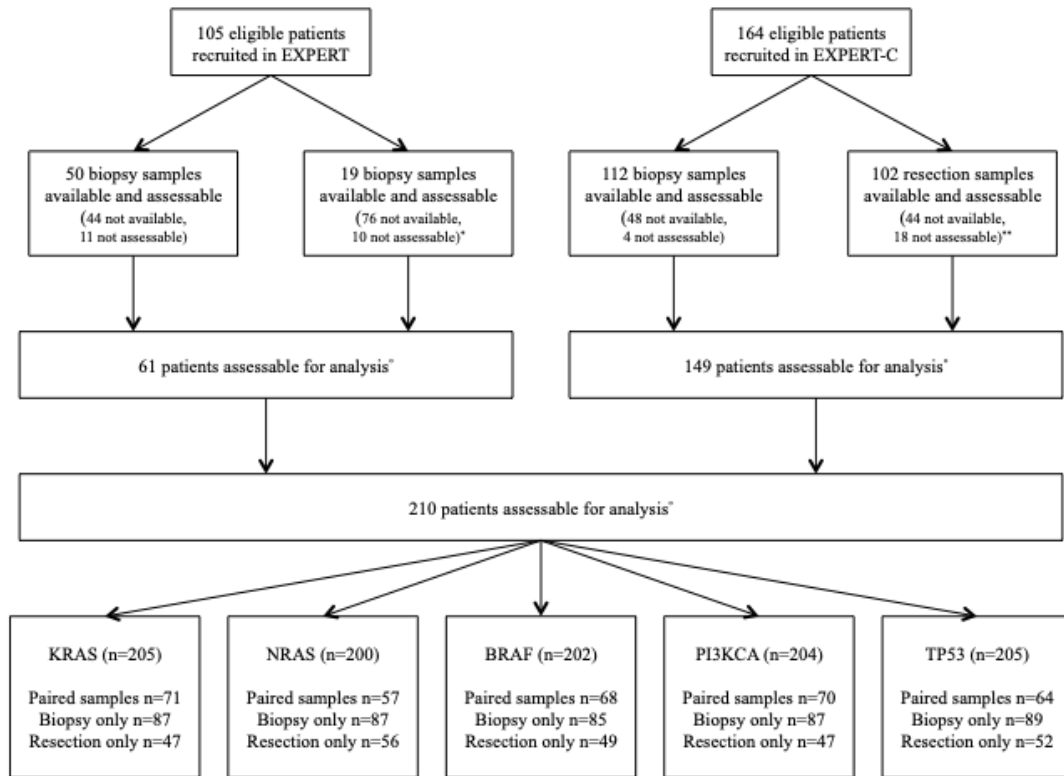 105 eligible patients
recruited in EXPERT
164 eligible patients
recruited in EXPERT-C
50 biopsy samples
available and assessable
(44 not available,
11 not assessable)
19 biopsy samples
available and assessable
(76 not available,
10 not assessable)*
112 biopsy samples
available and assessable
(48 not available,
4 not assessable)
102 resection samples
available and assessable
(44 not available,
18 not assessable)**
61 patients assessable for analysis^
149 patients assessable for analysis^
210 patients assessable for analysis^
KRAS (n=205)
Paired samples n=71
Biopsy only n=87
Resection only n=47
NRAS (n=200)
Paired samples n=57
Biopsy only n=87
Resection only n=56
BRAF (n=202)
Paired samples n=68
Biopsy only n=85
Resection only n=49
PI3KCA (n=204)
Paired samples n=70
Biopsy only n=87
Resection only n=47
TP53 (n=205)
Paired samples n=64
Biopsy only n=89
Resection only n=52